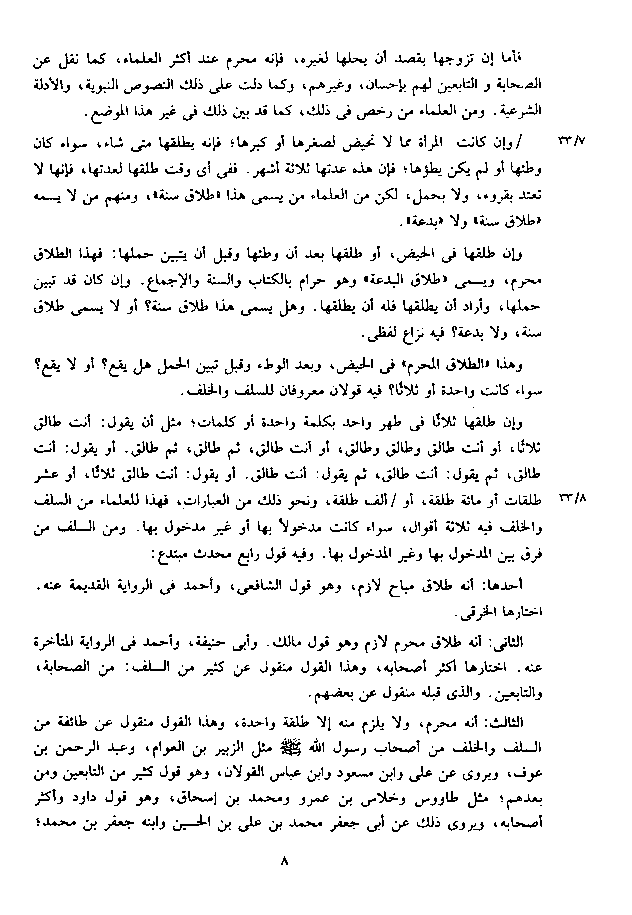 فأما إن تزوجها بقصد أن يحلها لغيره، فإنه محرم عند أكثر العلماء، كما نقل عن
الصحابة و التابعين لهم بإحسان، وغيرهم، وكما دلت على ذلك النصوص النبوية، والأدلة
الشرعية. ومن العلماء من رخص فى ذلك، كما قد بين ذلك فى غير هذا الموضع.
٣٣/٧ / وإن كانت المرأة مما لا تحيض لصغرها أو كبرها؛ فإنه يطلقها متى شاء، سواء كان
وطئها أو لم يكن يطؤها؛ فإن هذه عدتها ثلاثة أشهر. ففى أى وقت طلقها لعدتها، فإنها لا
تعتد بقروء، ولا بحمل، لكن من العلماء من يسمى هذا «طلاق سنة»، ومنهم من لا يسمه
«طلاق سنة» ولا «بدعة».
وإن طلقها فى الحيض، أو طلقها بعد أن وطئها وقبل أن يتبين حملها: فهذا الطلاق
محرم، ويسمى «طلاق البدعة» وهو حرام بالكتاب والسنة والإجماع. وإن كان قد تبين
حملها، وأراد أن يطلقها فله أن يطلقها. وهل يسمى هذا طلاق سنة؟ أو لا يسمى طلاق
سنة، ولا بدعة؟ فيه نزاع لفظى.
وهذا «الطلاق المحرم» فى الحيض، وبعد الوطء وقبل تبين الحمل هل يقع؟ أو لا يقع؟
سواء كانت واحدة أو ثلاثًا؟ فيه قولان معروفان للسلف والخلف.
وإن طلقها ثلاثًا فى طهر واحد بكلمة واحدة أو كلمات؛ مثل أن يقول: أنت طالق
ثلاثًا، أو أنت طالق وطالق وطالق، أو أنت طالق، ثم طالق، ثم طالق. أو يقول: أنت
طالق، ثم يقول: أنت طالق، ثم يقول: أنت طالق. أو يقول: أنت طالق ثلاثًا، أو عشر
٣٣/٨ طلقات أو مائة طلقة، أو / ألف طلقة، ونحو ذلك من العبارات، فهذا للعلماء من السلف
والخلف فيه ثلاثة أقوال، سواء كانت مدخولاً بها أو غير مدخول بها. ومن السلف من
فرق بين المدخول بها وغير المدخول بها. وفيه قول رابع محدث مبتدع:
أحدها: أنه طلاق مباح لازم، وهو قول الشافعى، وأحمد فى الرواية القديمة عنه.
اختارها الخرقى.
الثانى: أنه طلاق محرم لازم وهو قول مالك. وأبى حنيفة، وأحمد فى الرواية المتأخرة
عنه. اختارها أكثر أصحابه، وهذا القول منقول عن كثير من السلف: من الصحابة،
والتابعين. والذى قبله منقول عن بعضهم.
الثالث: أنه محرم، ولا يلزم منه إلا طلقة واحدة، وهذا القول منقول عن طائفة من
السلف والخلف من أصحاب رسول الله ﷺ مثل الزبير بن العوام، وعبد الرحمن بن
عوف، ويروى عن على وابن مسعود وابن عباس القولان، وهو قول كثير من التابعين ومن
بعدهم؛ مثل طاووس وخلاس بن عمرو ومحمد بن إسحاق، وهو قول داود وأكثر
أصحابه، ويروى ذلك عن أبى جعفر محمد بن على بن الحسين وابنه جعفر بن محمد؛
٨